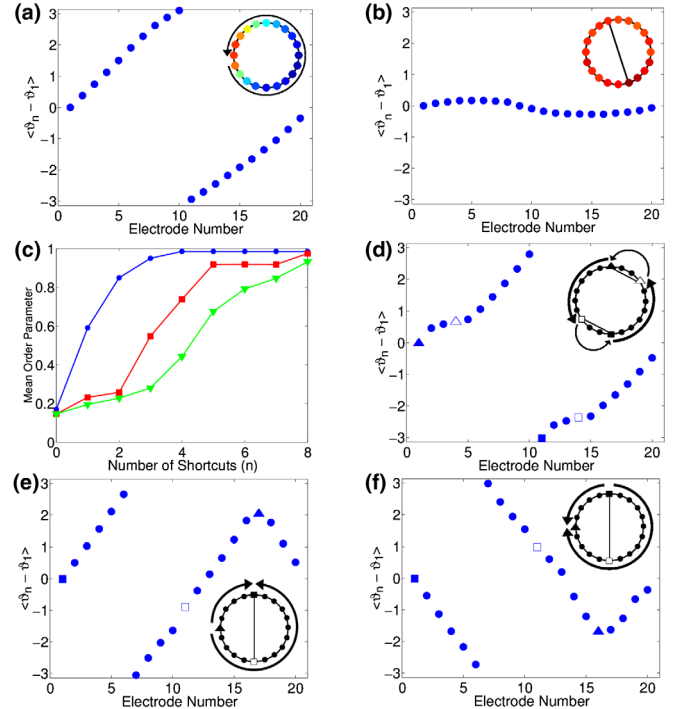 (a)
3
2
1
0
−1
−2
−3
<ϑn − ϑ1>
0 5 10 15 20
Electrode Number
(b)
3
2
1
0
−1
−2
−3
<ϑn − ϑ1>
0 5 10 15 20
Electrode Number
(c)
1
0.8
0.6
0.4
0.2
0
Mean Order Parameter
0 2 4 6 8
Number of Shortcuts (n)
(d)
3
2
1
0
−1
−2
−3
<ϑn − ϑ1>
0 5 10 15 20
Electrode Number
(e)
3
2
1
0
−1
−2
−3
<ϑn − ϑ1>
0 5 10 15 20
Electrode Number
(f)
3
2
1
0
−1
−2
−3
<ϑn − ϑ1>
0 5 10 15 20
Electrode Number